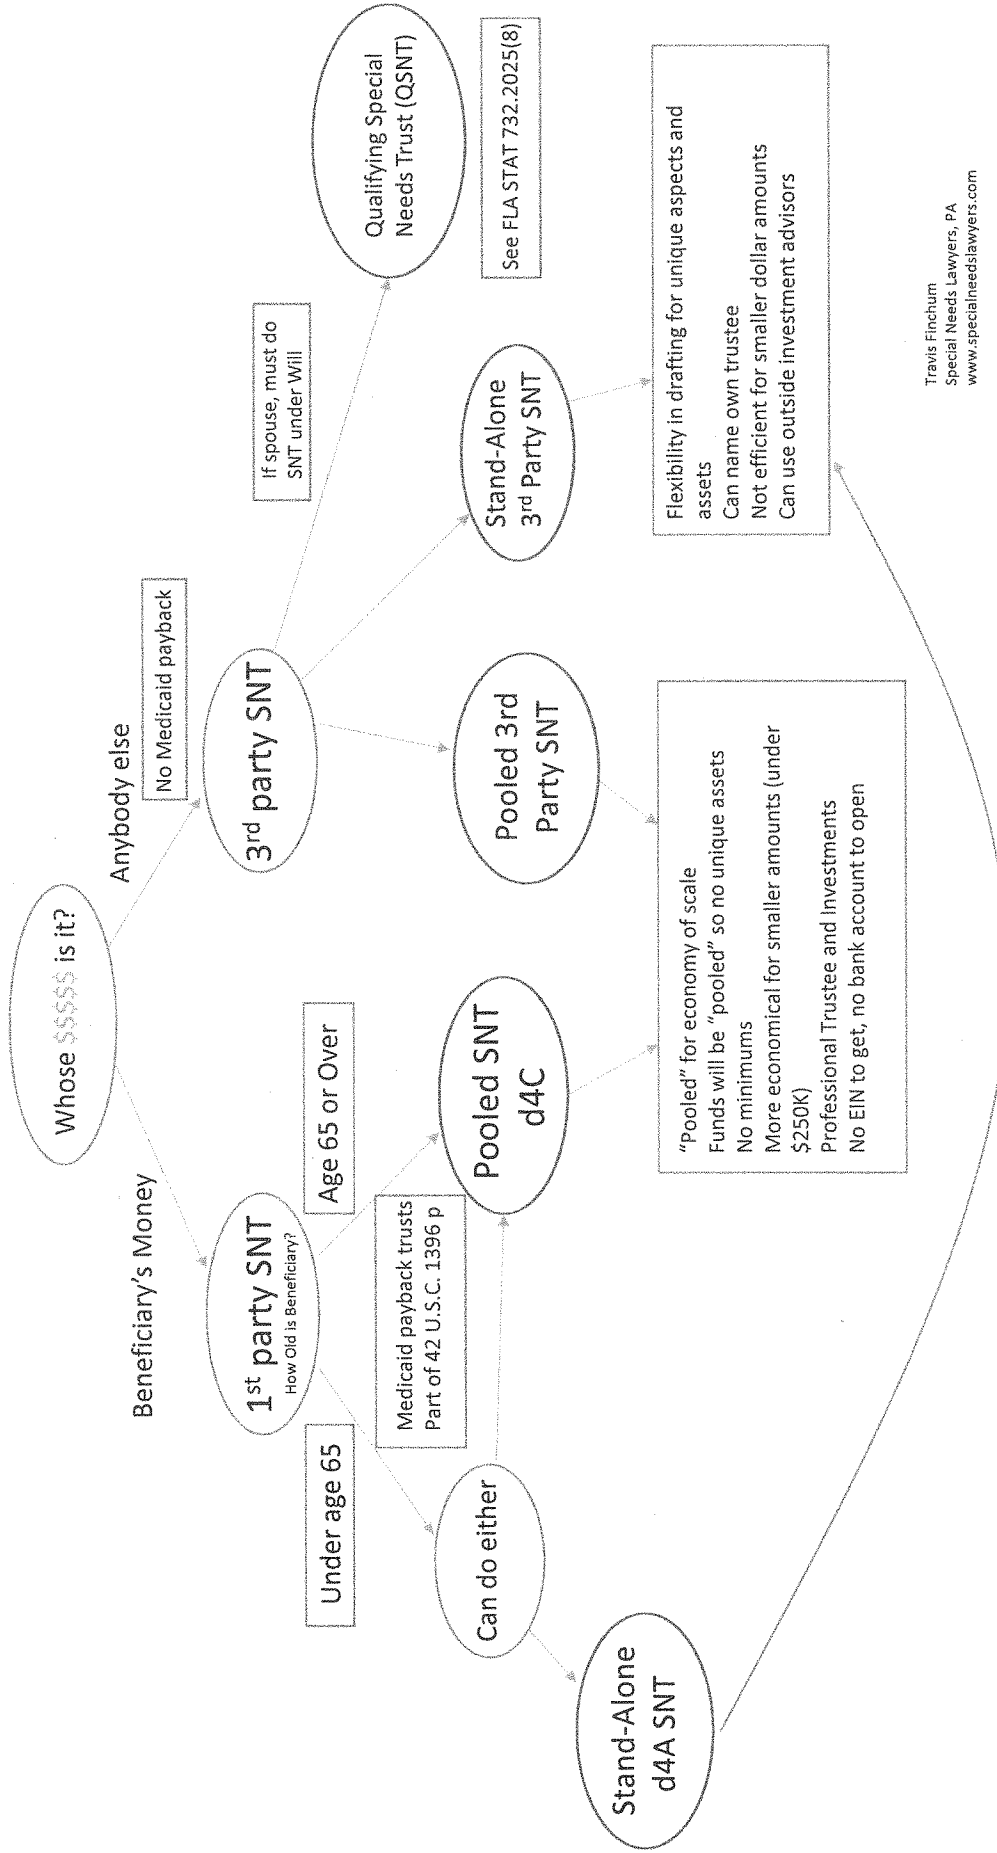 Whose $$$$$ is it?
Beneficiary's Money
Anybody else
No Medicaid payback
1st party SNT
How Old is Beneficiary?
3rd party SNT
If spouse, must do
SNT under Will
Under age 65
Age 65 or Over
Medicaid payback trusts
Part of 42 U.S.C. 1396 p
Qualifying Special
Needs Trust (QSNT)
See FLA STAT 732.2025(8)
Can do either
Pooled SNT
d4C
Pooled 3rd
Party SNT
Stand-Alone
3rd Party SNT
Stand-Alone
d4A SNT
"Pooled" for economy of scale
Funds will be "pooled" so no unique assets
No minimums
More economical for smaller amounts (under
$250K)
Professional Trustee and Investments
No EIN to get, no bank account to open
Flexibility in drafting for unique aspects and
assets
Can name own trustee
Not efficient for smaller dollar amounts
Can use outside investment advisors
Travis Finchum
Special Needs Lawyers, PA
www.specialneedslawyers.com